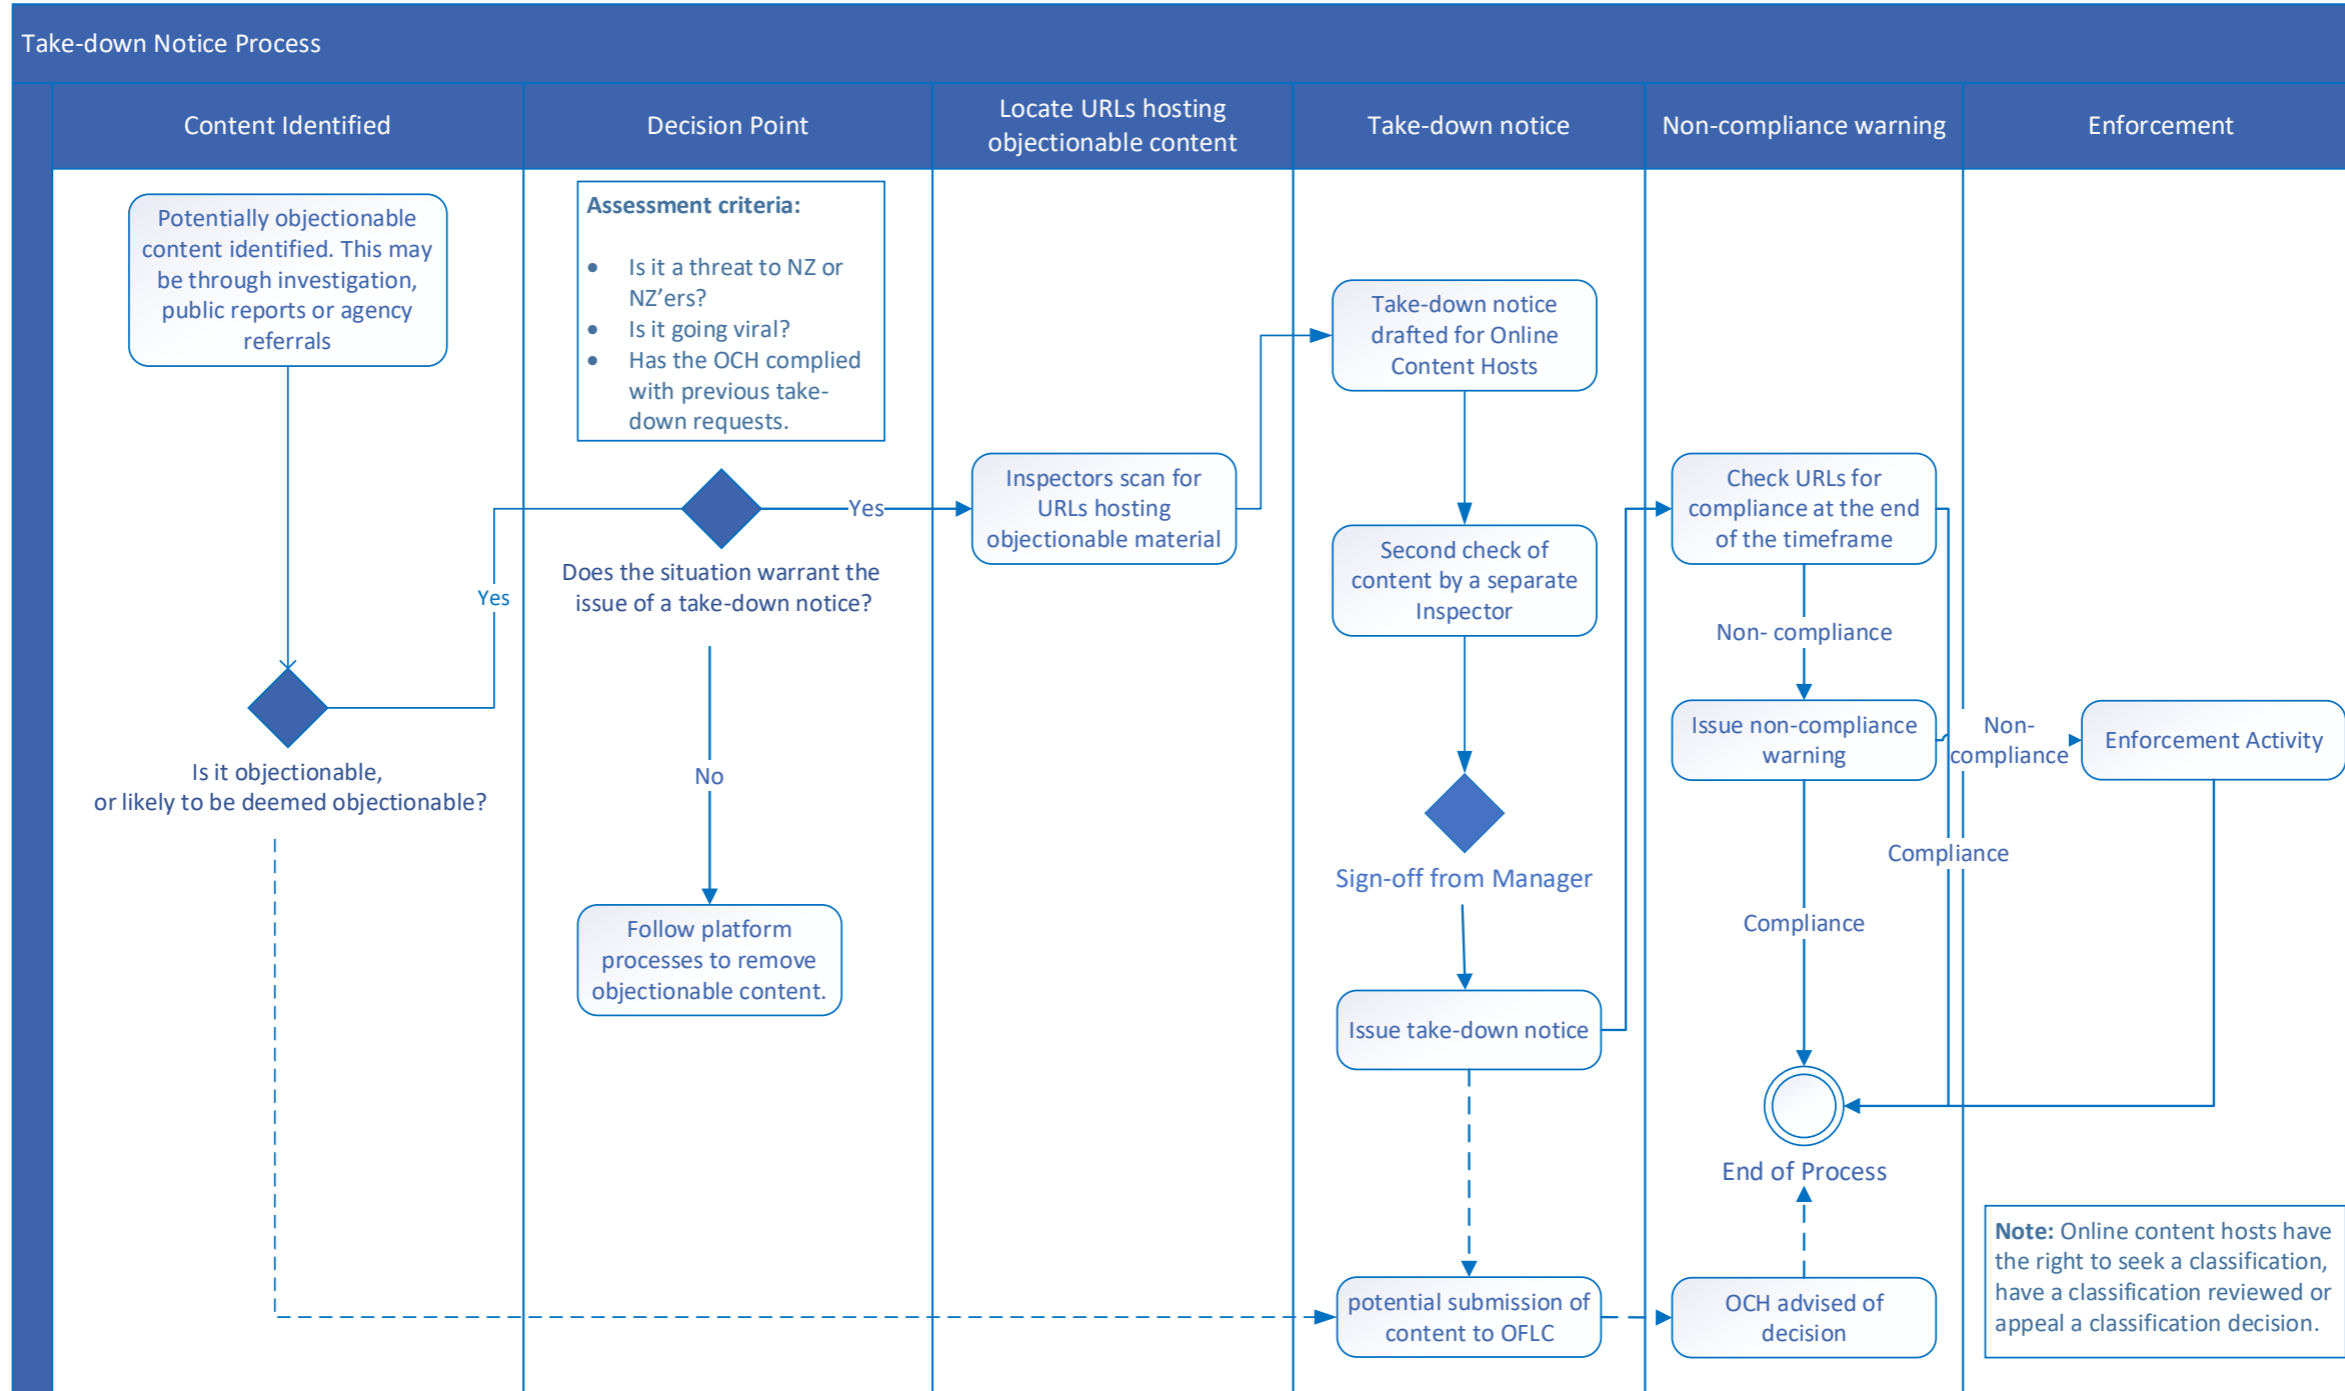 Take-down Notice Process
Content Identified
Decision Point
Locate URLs hosting
objectionable content
Take-down notice
Non-compliance warning
Enforcement
Potentially objectionable
content identified. This may
be through investigation,
public reports or agency
referrals
Yes
Is it objectionable,
or likely to be deemed objectionable?
Assessment criteria:
• Is it a threat to NZ or
NZ’ers?
• Is it going viral?
• Has the OCH complied
with previous take-
down requests.
Yes
Does the situation warrant the
issue of a take-down notice?
No
Follow platform
processes to remove
objectionable content.
Inspectors scan for
URLs hosting
objectionable material
Take-down notice
drafted for Online
Content Hosts
Second check of
content by a separate
Inspector
Sign-off from Manager
Issue take-down notice
potential submission of
content to OFLC
Check URLs for
compliance at the end
of the timeframe
Non- compliance
Issue non-compliance
warning
Non-
compliance
Compliance
Compliance
End of Process
OCH advised of
decision
Enforcement Activity
Note: Online content hosts have
the right to seek a classification,
have a classification reviewed or
appeal a classification decision.